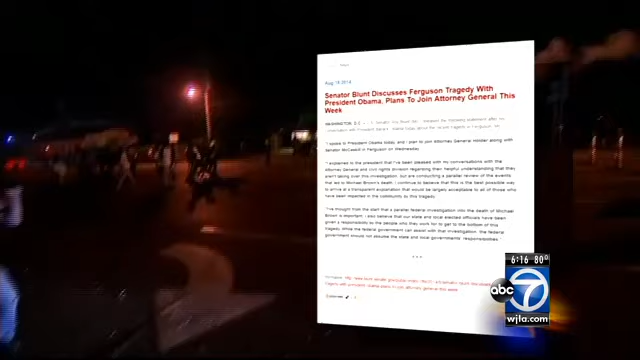 Aug 18 2014
Senator Blunt Discusses Ferguson Tragedy With
President Obama, Plans To Join Attorney General This
Week
WASHINGTON, D.C.
"I spoke to President Obama today and I plan to join Attorney General Holder along with
Senator McCaskill in Ferguson on Wednesday.
"I explained to the president that I've been pleased with my conversations with the
Attorney General and civil rights division regarding their helpful understanding that they
aren't taking over this investigation, but are conducting a parallel review of the events
that led to Michael Brown's death. I continue to believe that this is the best possible way
to arrive at a transparent explanation that would be largely acceptable to all of those who
have been impacted in the community by this tragedy.
"I've thought from the start that a parallel federal investigation into the death of Michael
Brown is important. I also believe that our state and local elected officials have been
given a responsibility by the people who they work for to get to the bottom of this
tragedy. While the federal government can assist with that investigation, the federal
government should not assume the state and local governments' responsibilities."
* * *
Permalink:
6:16 80°
abc 7
wjla.com